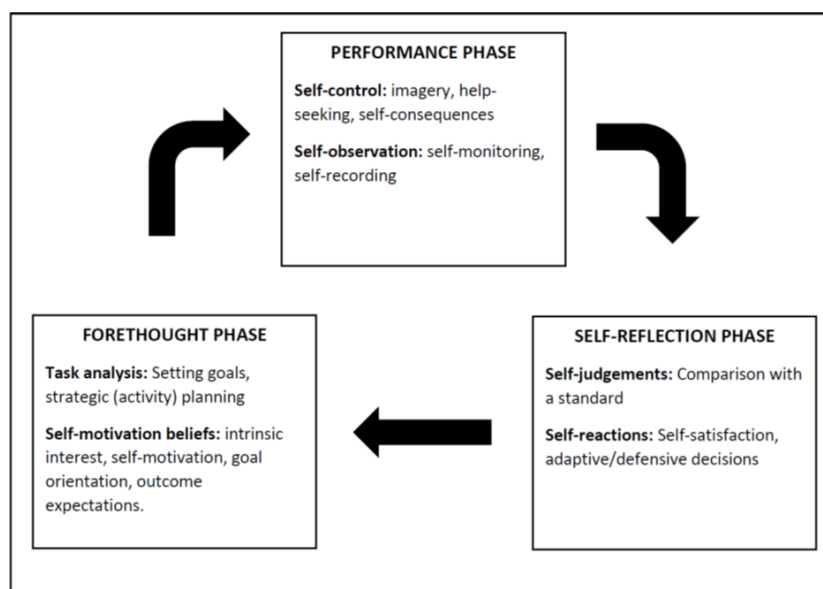 PERFORMANCE PHASE
Self-control: imagery, help-
seeking, self-consequences
Self-observation: self-monitoring,
self-recording
FORETHOUGHT PHASE
Task analysis: Setting goals,
strategic (activity) planning
Self-motivation beliefs: intrinsic
interest, self-motivation, goal
orientation, outcome
expectations.
SELF-REFLECTION PHASE
Self-judgements: Comparison with
a standard
Self-reactions: Self-satisfaction,
adaptive/defensive decisions